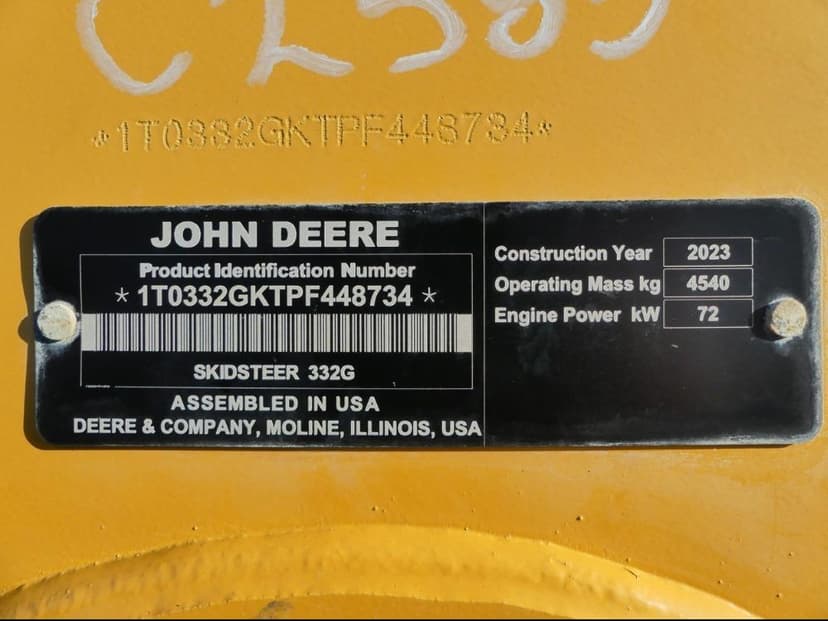 C2585
*1T0332GKTPF448734*
JOHN DEERE
Product Identification Number
*1T0332GKTPF448734*
SKIDSTEER 332G
ASSEMBLED IN USA
DEERE & COMPANY, MOLINE, ILLINOIS, USA
Construction Year 2023
Operating Mass kg 4540
Engine Power kW 72